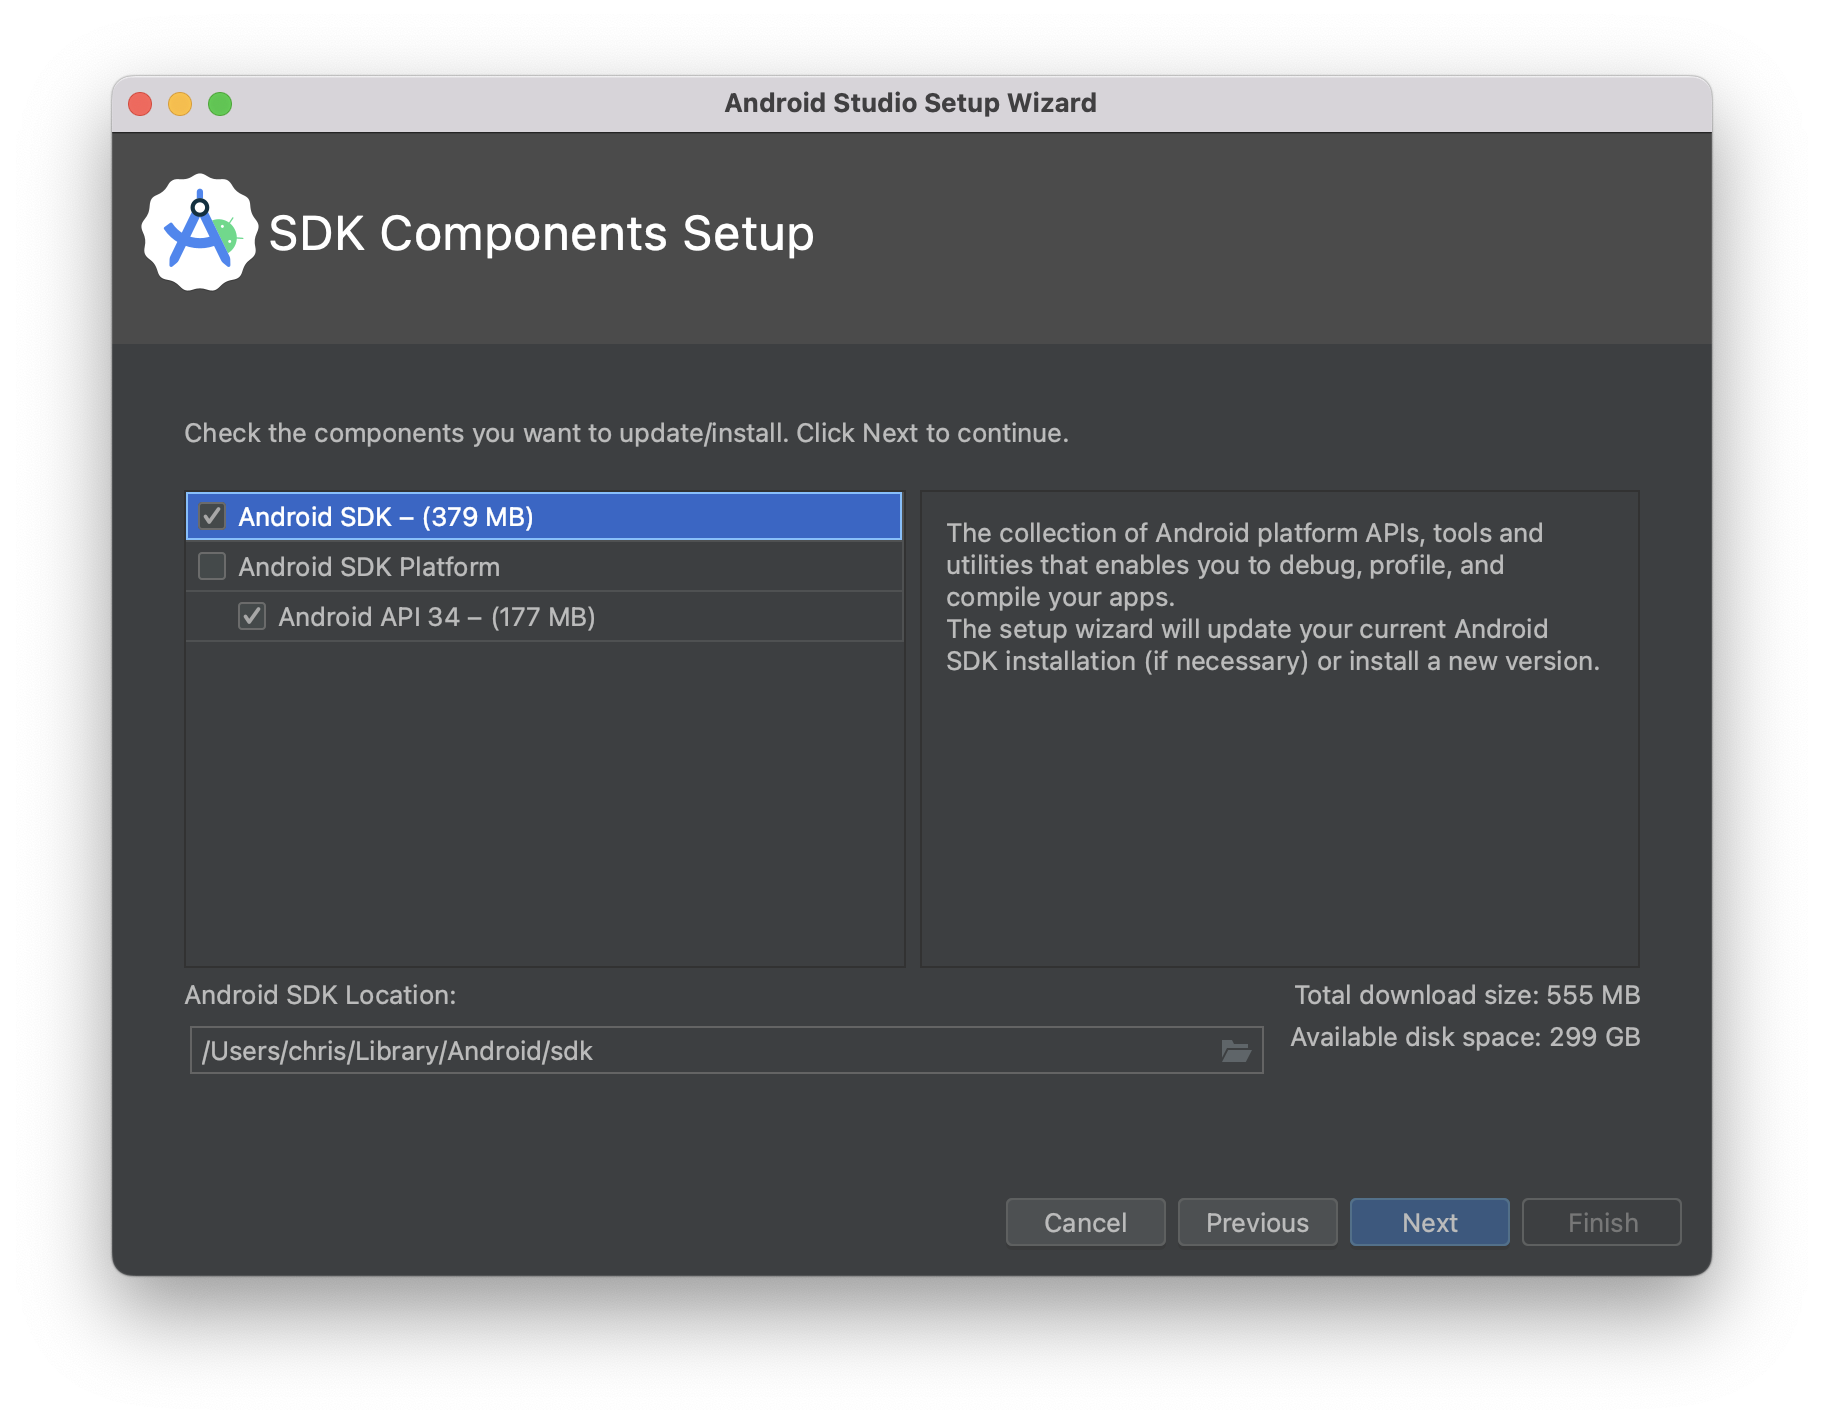 Android Studio Setup Wizard
SDK Components Setup
Check the components you want to update/install. Click Next to continue.
Android SDK – (379 MB)
Android SDK Platform
Android API 34 – (177 MB)
The collection of Android platform APIs, tools and
utilities that enables you to debug, profile, and
compile your apps.
The setup wizard will update your current Android
SDK installation (if necessary) or install a new version.
Android SDK Location:
/Users/chris/Library/Android/sdk
Total download size: 555 MB
Available disk space: 299 GB
Cancel
Previous
Next
Finish